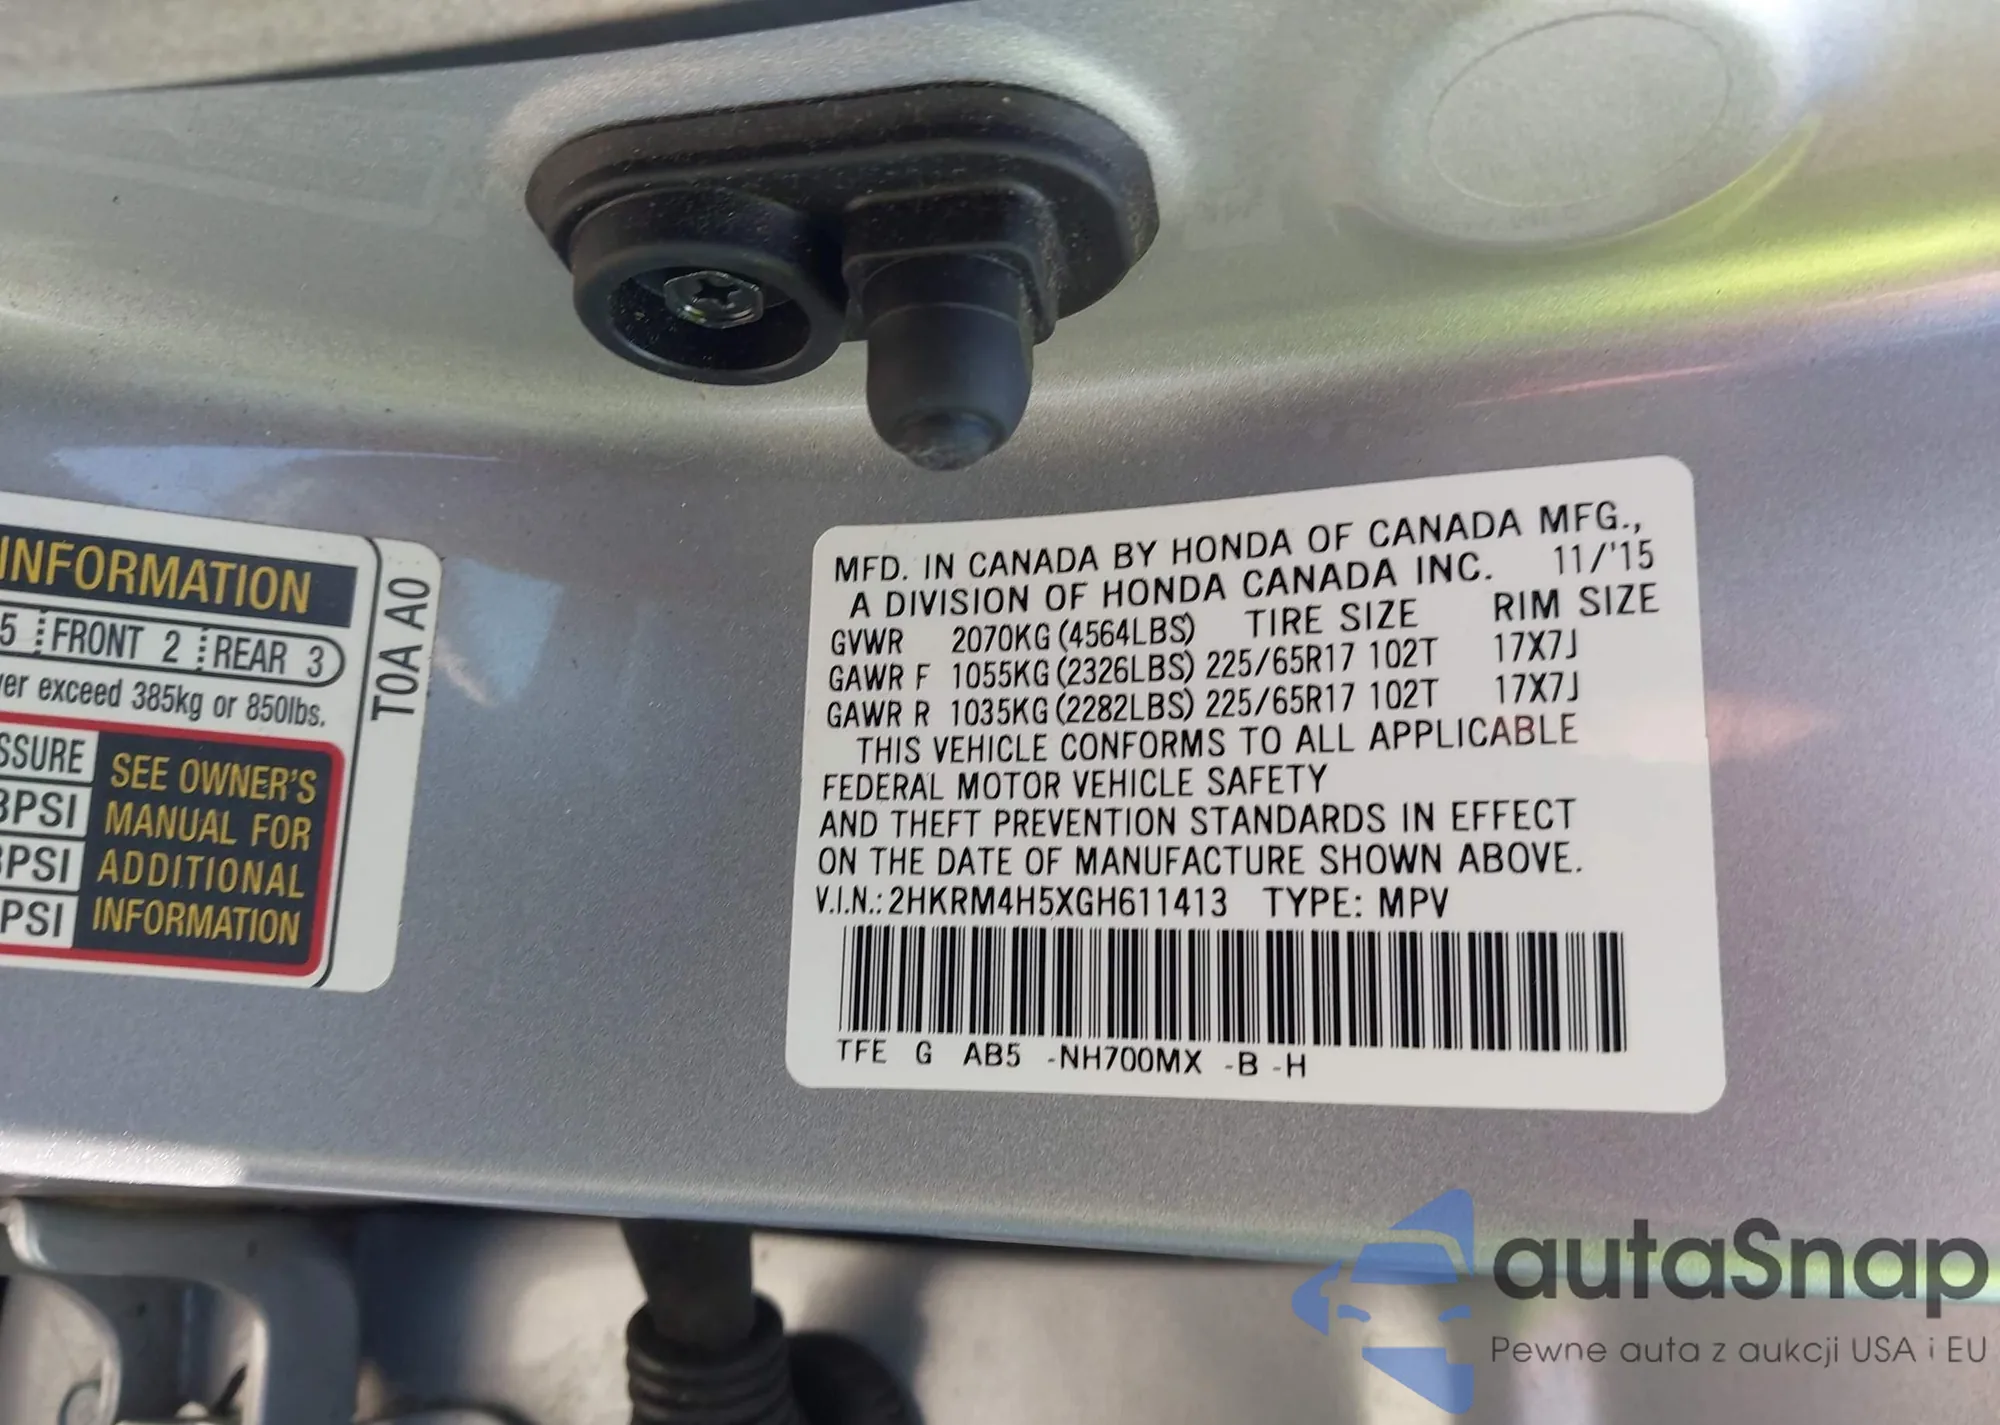 INFORMATION
5 FRONT 2 REAR 3
er exceed 385kg or 850lbs.
SSURE
PSI
PSI
PSI
SEE OWNER'S
MANUAL FOR
ADDITIONAL
INFORMATION
T0A A0
MFD. IN CANADA BY HONDA OF CANADA MFG.,
A DIVISION OF HONDA CANADA INC. 11/'15
GVWR 2070KG (4564LBS) TIRE SIZE RIM SIZE
GAWR F 1055KG (2326LBS) 225/65R17 102T 17X7J
GAWR R 1035KG (2282LBS) 225/65R17 102T 17X7J
THIS VEHICLE CONFORMS TO ALL APPLICABLE
FEDERAL MOTOR VEHICLE SAFETY
AND THEFT PREVENTION STANDARDS IN EFFECT
ON THE DATE OF MANUFACTURE SHOWN ABOVE.
V.I.N.: 2HKRM4H5XGH611413 TYPE: MPV
TFE G AB5 -NH700MX -B -H
autaSnap
Pewne auta z aukcji USA i EU